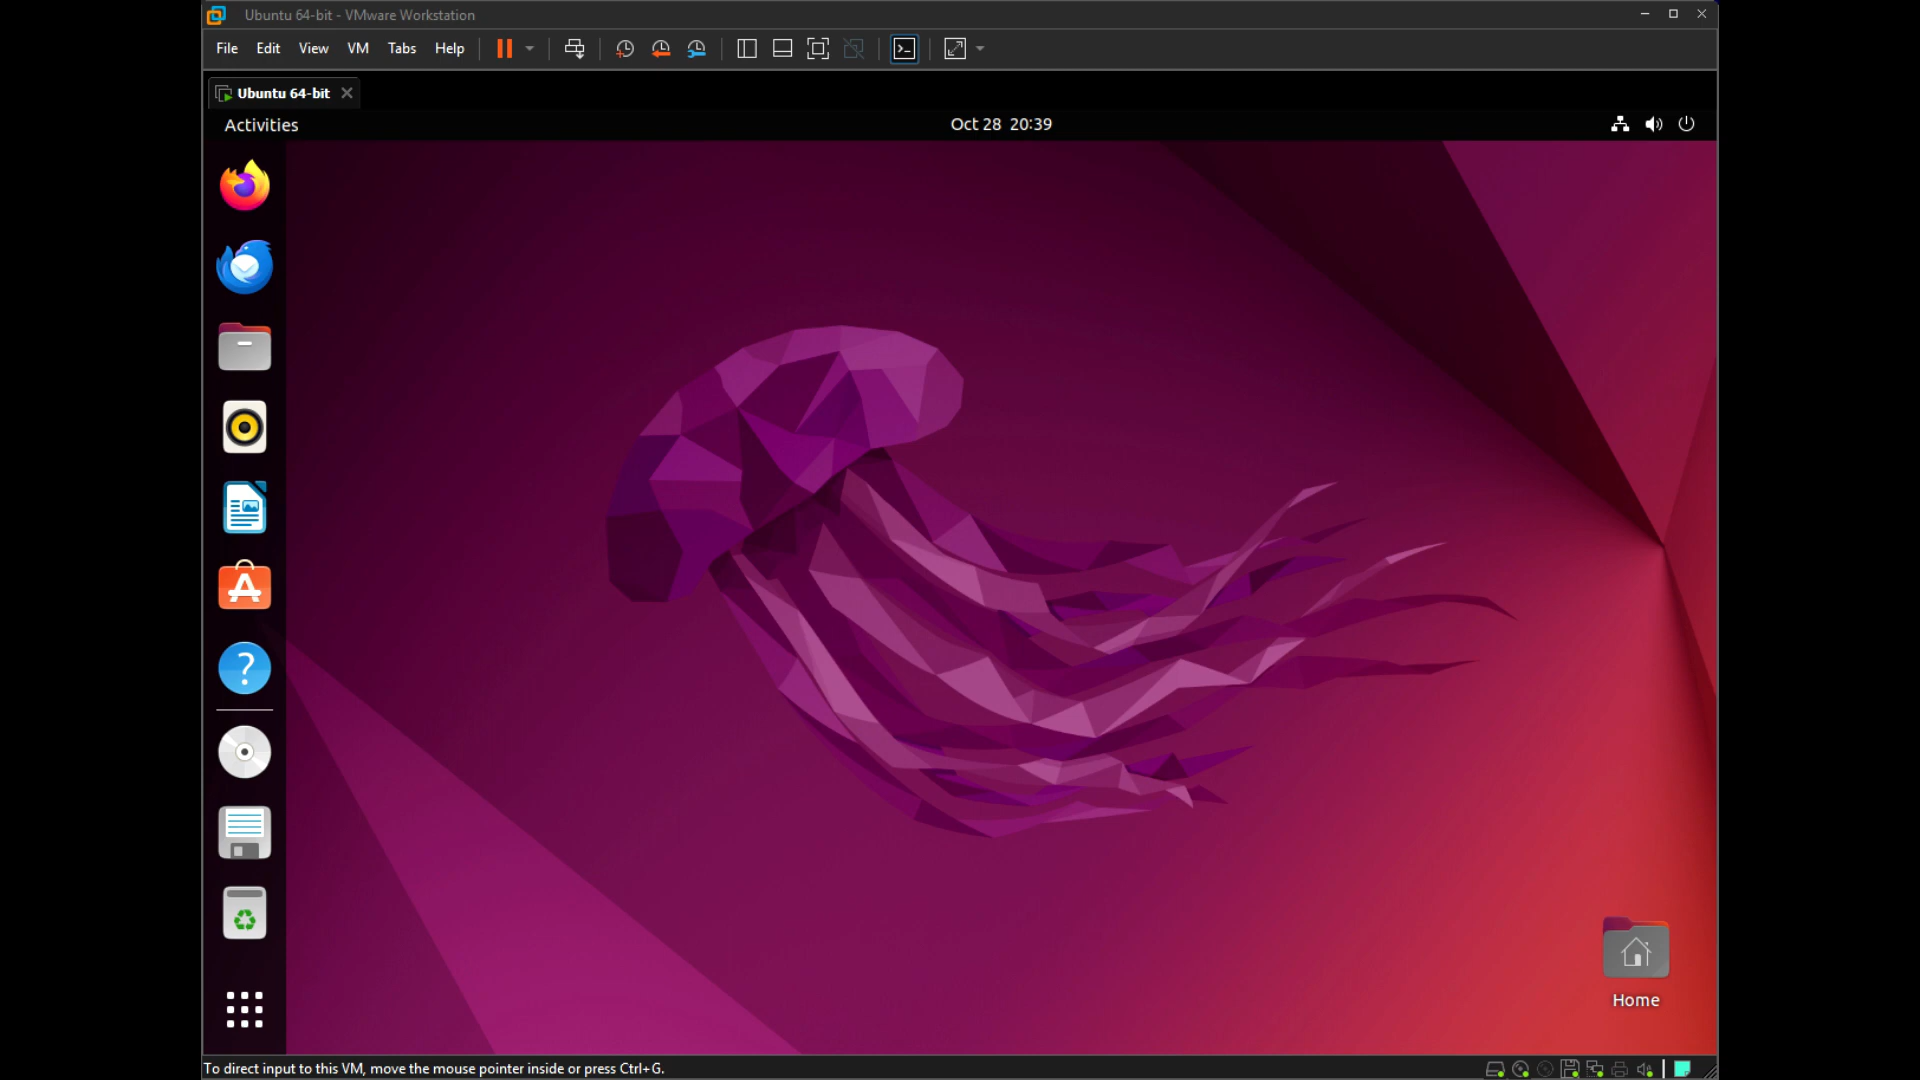 Ubuntu 64-bit - VMware Workstation
File Edit View VM Tabs Help
Ubuntu 64-bit
Activities
Oct 28 20:39
Home
To direct input to this VM, move the mouse pointer inside or press Ctrl+G.